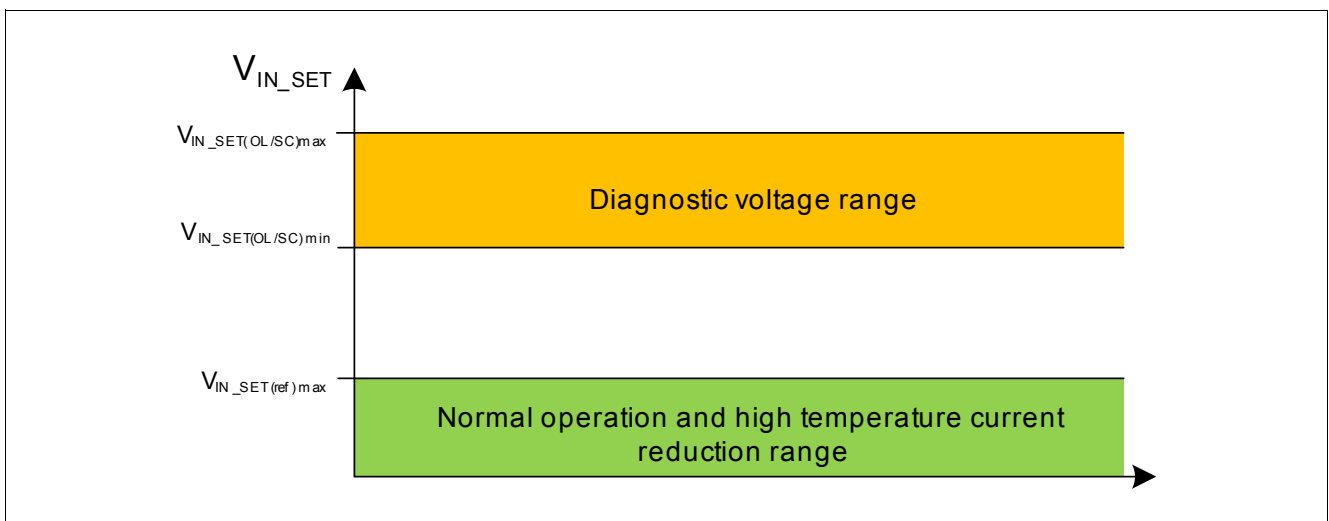 VIN_SET
VIN_SET(OL/SC)max
Diagnostic voltage range
VIN_SET(OL/SC)min
VIN_SET(ref)max
Normal operation and high temperature current
reduction range